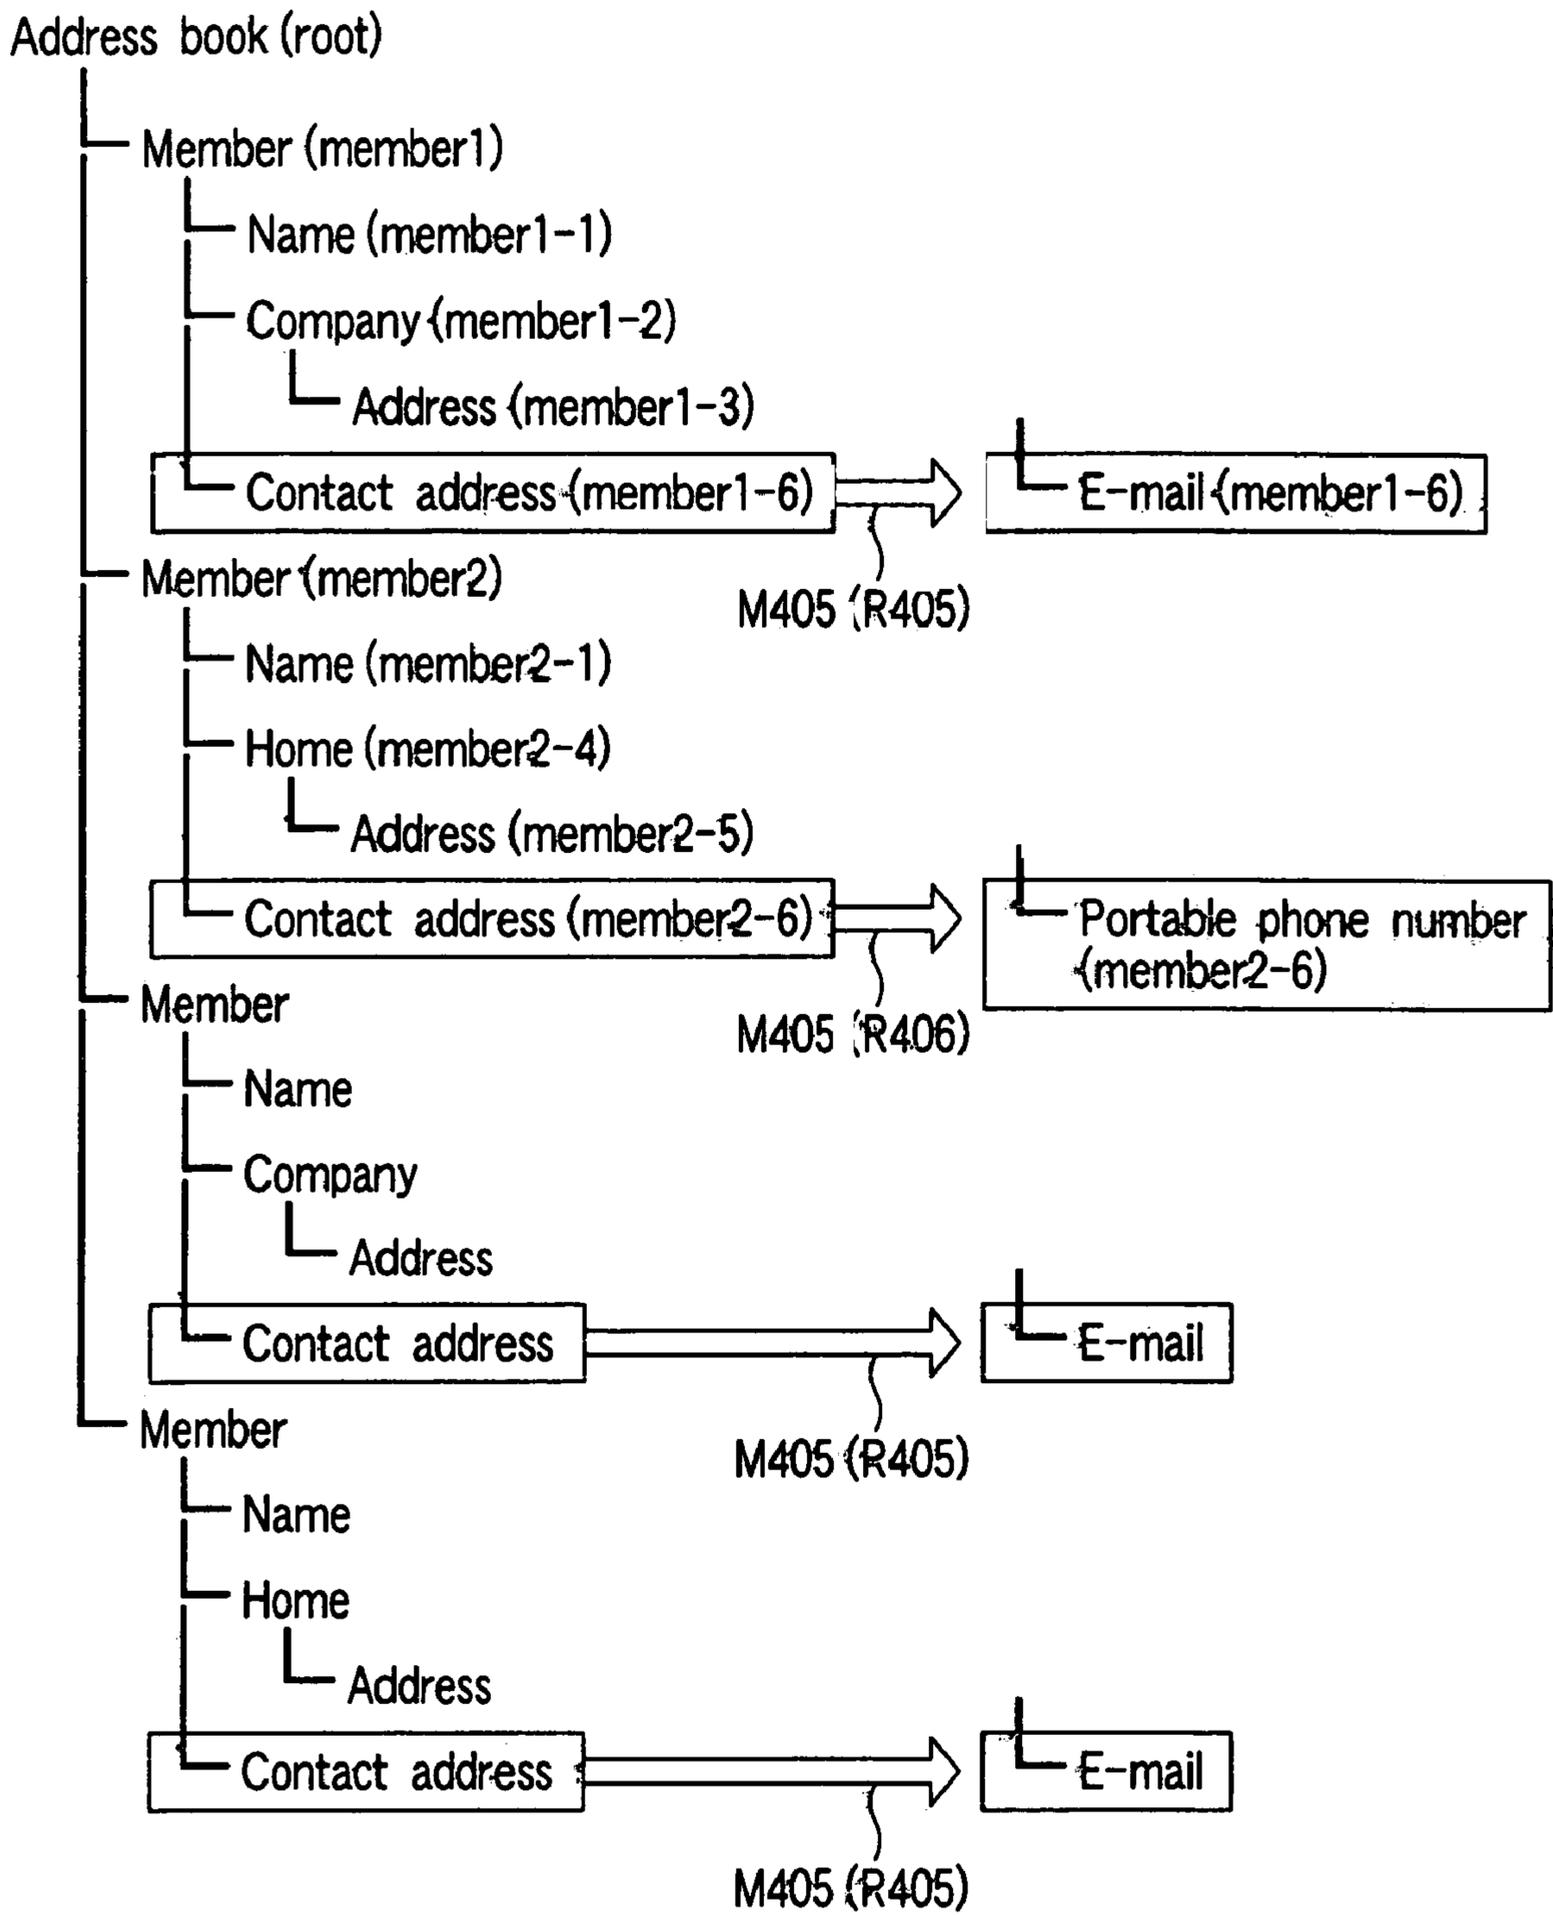 Address book (root)
Member (member1)
Name (member1-1)
Company (member1-2)
Address (member1-3)
Contact address (member1-6)
E-mail (member1-6)
M405 (R405)
Member (member2)
Name (member2-1)
Home (member2-4)
Address (member2-5)
Contact address (member2-6)
Portable phone number
(member2-6)
M405 (R406)
Member
Name
Company
Address
Contact address
E-mail
M405 (R405)
Member
Name
Home
Address
Contact address
E-mail
M405 (R405)